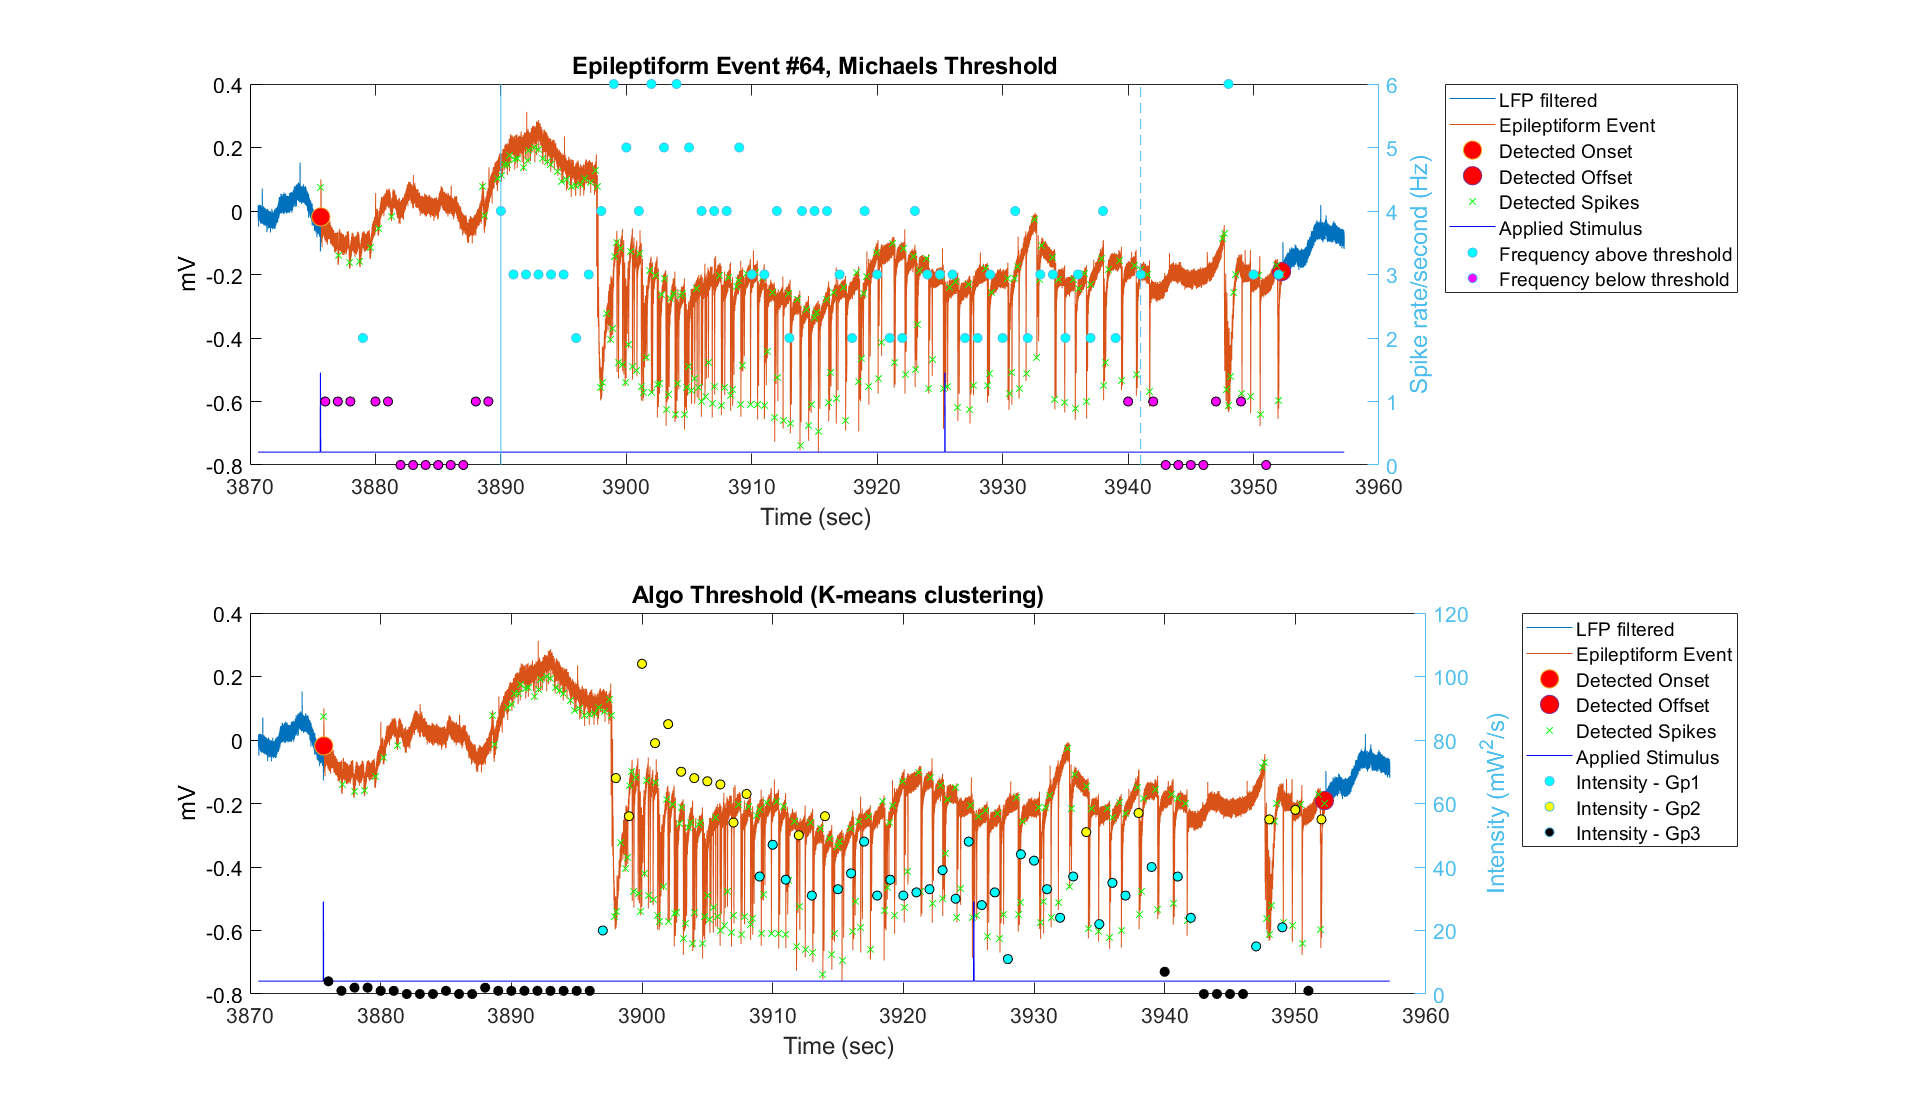 Epileptiform Event #64, Michaels Threshold
0.4
0.2
0
-0.2
-0.4
-0.6
-0.8
mV
3870
3880
3890
3900
3910
3920
3930
3940
3950
3960
Time (sec)
6
5
4
3
2
1
0
Spike rate/second (Hz)
LFP filtered
Epileptiform Event
Detected Onset
Detected Offset
Detected Spikes
Applied Stimulus
Frequency above threshold
Frequency below threshold
Algo Threshold (K-means clustering)
0.4
0.2
0
-0.2
-0.4
-0.6
-0.8
mV
3870
3880
3890
3900
3910
3920
3930
3940
3950
3960
Time (sec)
120
100
80
60
40
20
0
Intensity (mW²/s)
LFP filtered
Epileptiform Event
Detected Onset
Detected Offset
Detected Spikes
Applied Stimulus
Intensity - Gp1
Intensity - Gp2
Intensity - Gp3